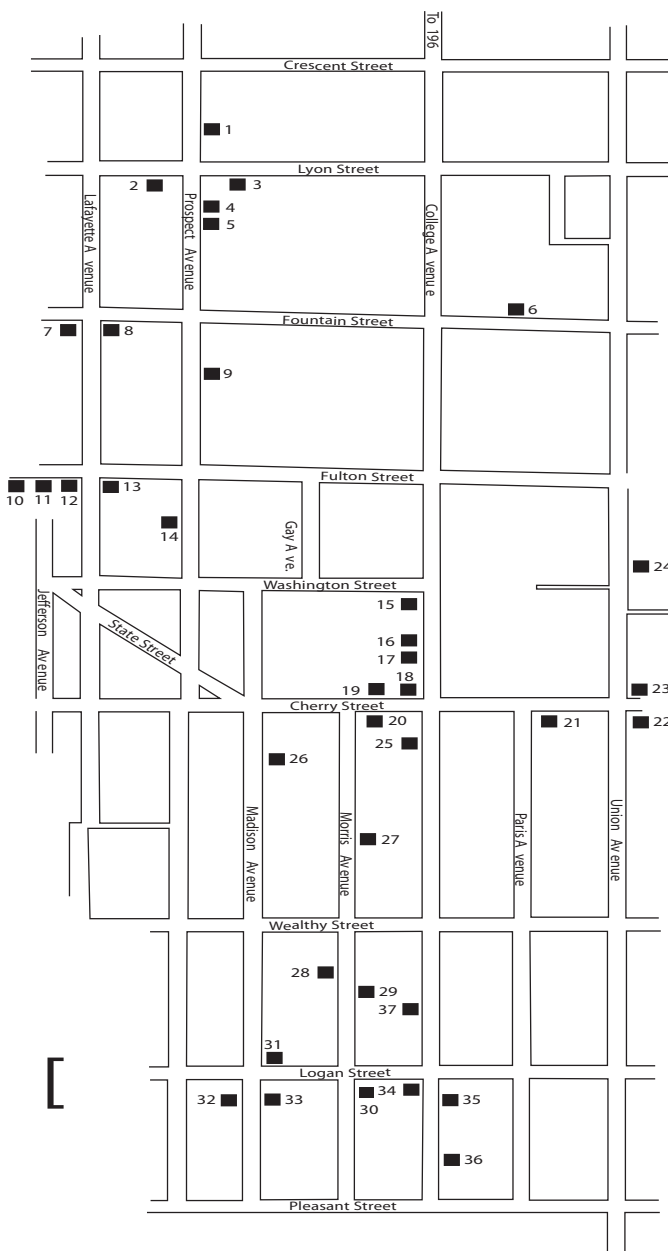 To 196
Crescent Street
1
Lyon Street
2
3
4
5
Lafayette A venue
Prospect Avenue
College A venu e
6
Fountain Street
7
8
9
Fulton Street
10
11
12
13
14
Gay A ve.
24
Washington Street
Jefferson Avenue
State Street
15
16
17
18
19
23
Cherry Street
20
21
22
25
26
Madison Avenue
Morris Avenue
Paris A venue
Union Avenue
27
Wealthy Street
28
29
37
31
Logan Street
32
33
34
30
35
36
Pleasant Street
[